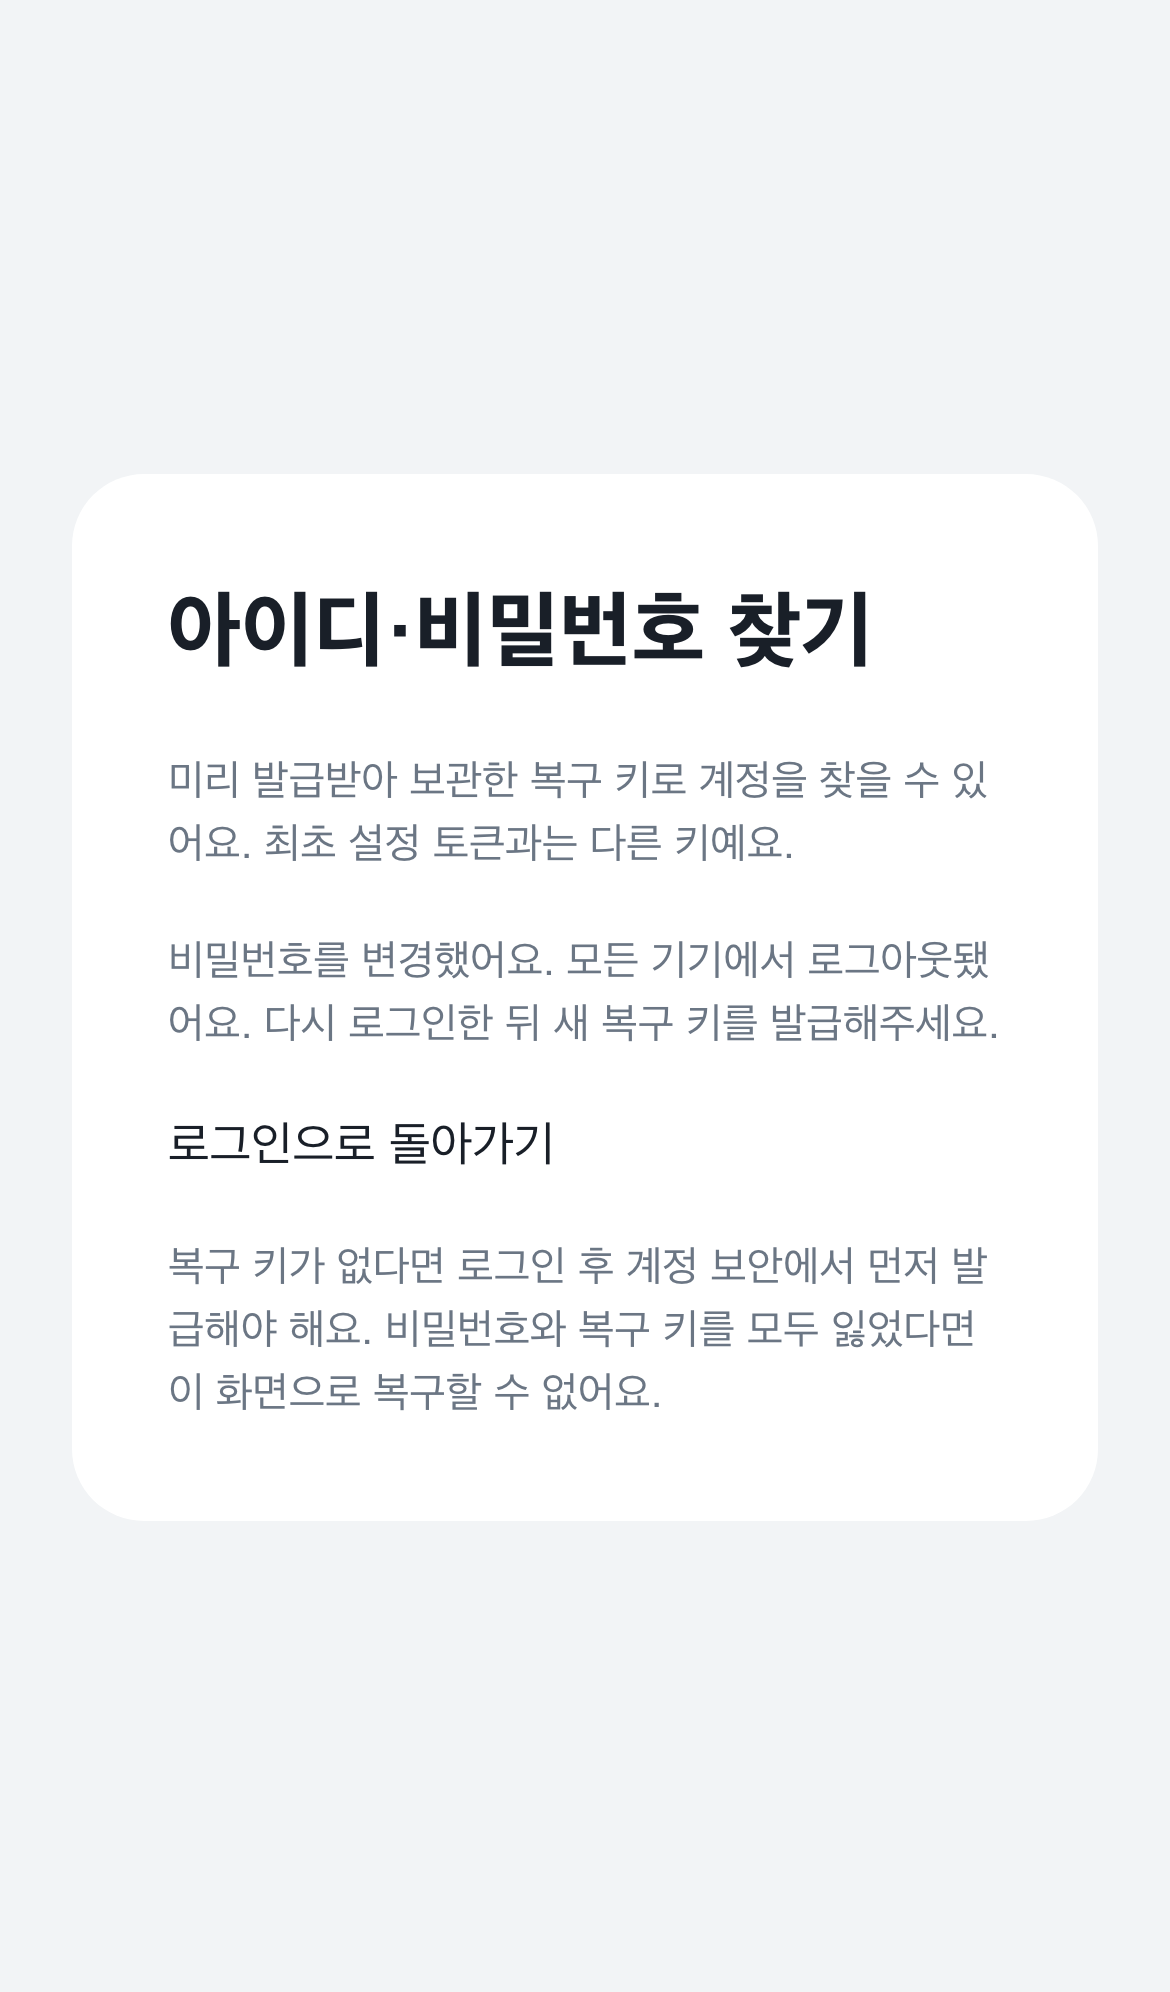 아이디·비밀번호 찾기
미리 발급받아 보관한 복구 키로 계정을 찾을 수 있
어요. 최초 설정 토큰과는 다른 키예요.
비밀번호를 변경했어요. 모든 기기에서 로그아웃됐
어요. 다시 로그인한 뒤 새 복구 키를 발급해주세요.
로그인으로 돌아가기
복구 키가 없다면 로그인 후 계정 보안에서 먼저 발
급해야 해요. 비밀번호와 복구 키를 모두 잃었다면
이 화면으로 복구할 수 없어요.